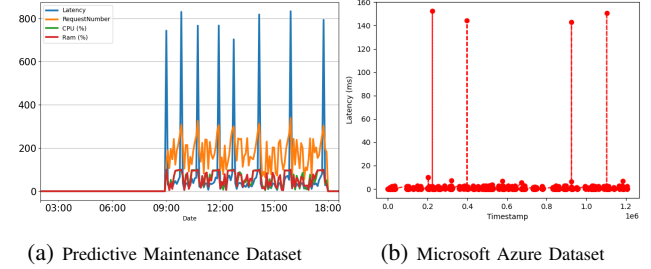 Latency
RequestNumber
CPU (%)
Ram (%)
800
600
400
200
0
03:00 06:00 09:00 12:00 15:00 18:00
Date
160
140
120
100
80
60
40
20
0
Latency (ms)
0.0 0.2 0.4 0.6 0.8 1.0 1.2
1e6
Timestamp
(a) Predictive Maintenance Dataset
(b) Microsoft Azure Dataset